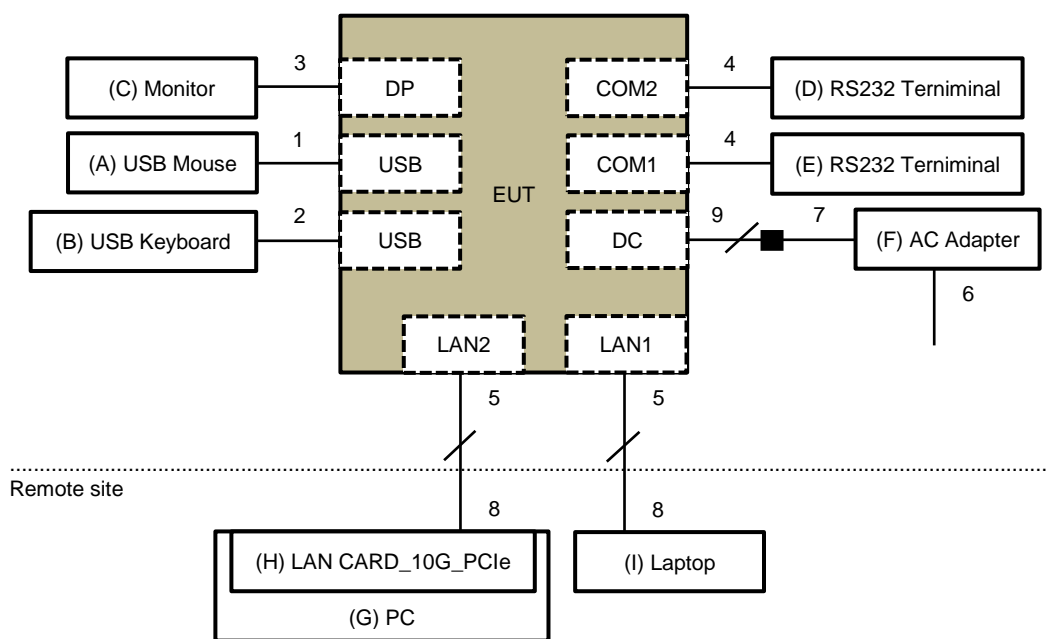 3
4
(C) Monitor
DP
COM2
(D) RS232 Terniminal
1
4
(A) USB Mouse
USB
COM1
(E) RS232 Terniminal
EUT
2
9
7
(B) USB Keyboard
USB
DC
(F) AC Adapter
6
LAN2
LAN1
5
5
Remote site
8
8
(H) LAN CARD_10G_PCIe
(I) Laptop
(G) PC